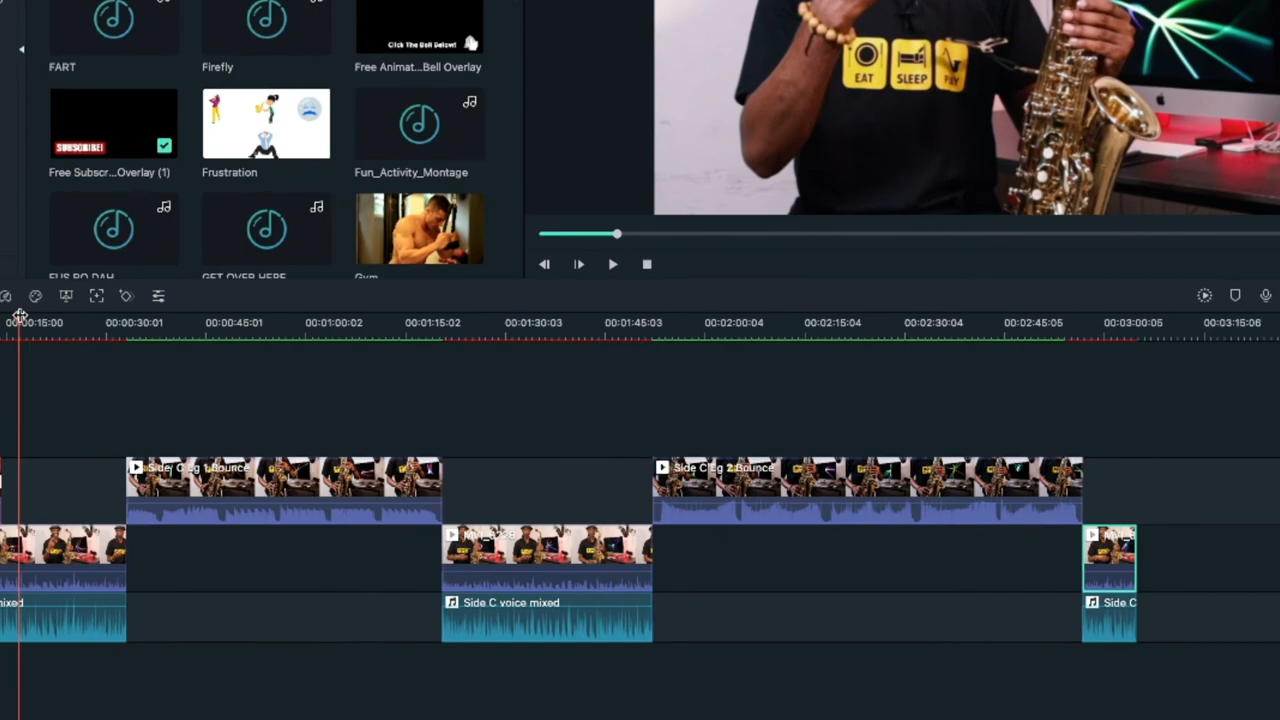 FART
Firefly
Free Animat...Bell Overlay
Click The Bell Below!
SUBSCRIBE!
Free Subscr...Overlay (1)
Frustration
Fun_Activity_Montage
FUS RO DAH
GET OVER HERE
Gym
EAT SLEEP
00:00:15:00 00:00:30:01 00:00:45:01 00:01:00:02 00:01:15:02 00:01:30:03 00:01:45:03 00:02:00:04 00:02:15:04 00:02:30:04 00:02:45:05 00:03:00:05 00:03:15:06
Side C Eg 1 Bounce
Side C Eg 2 Bounce
mixed
Side C voice mixed
Side C